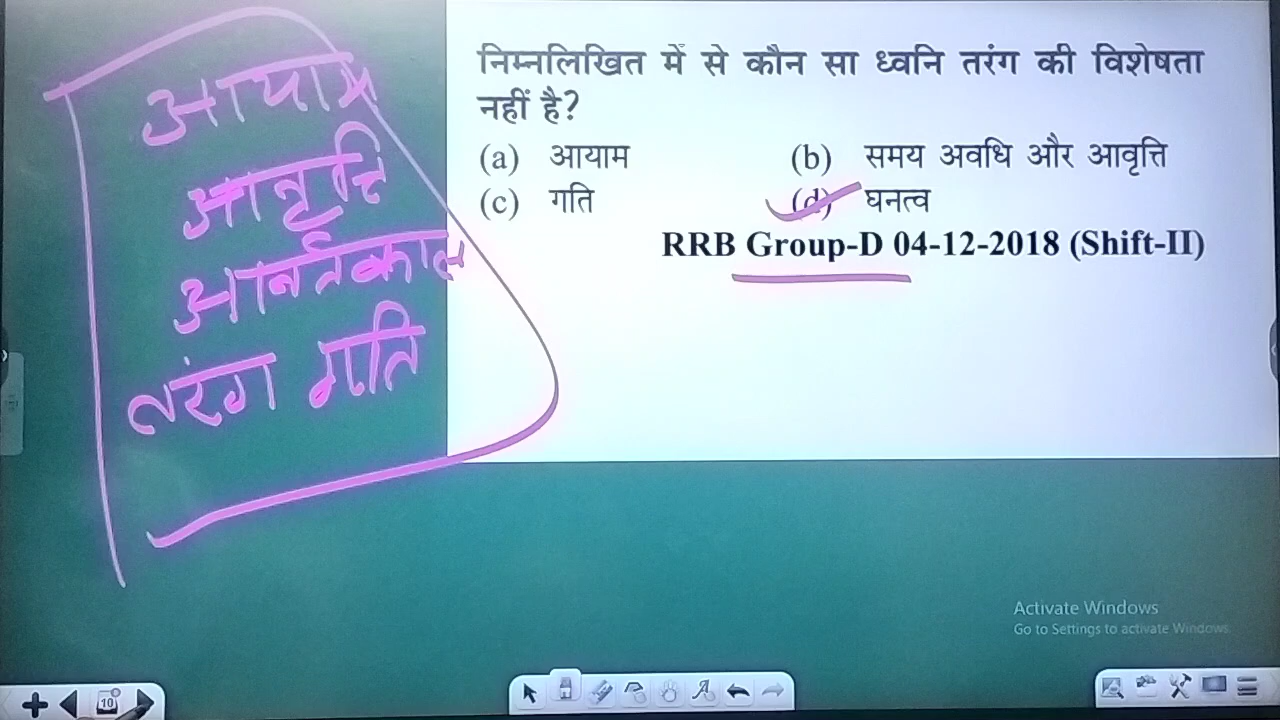 आयाम
आवृत्ति
आवर्तकाल
तरंग गति
निम्नलिखित में से कौन सा ध्वनि तरंग की विशेषता
नहीं है?
(a) आयाम (b) समय अवधि और आवृत्ति
(c) गति (d) घनत्व
RRB Group-D 04-12-2018 (Shift-II)
Activate Windows
Go to Settings to activate Windows.
10